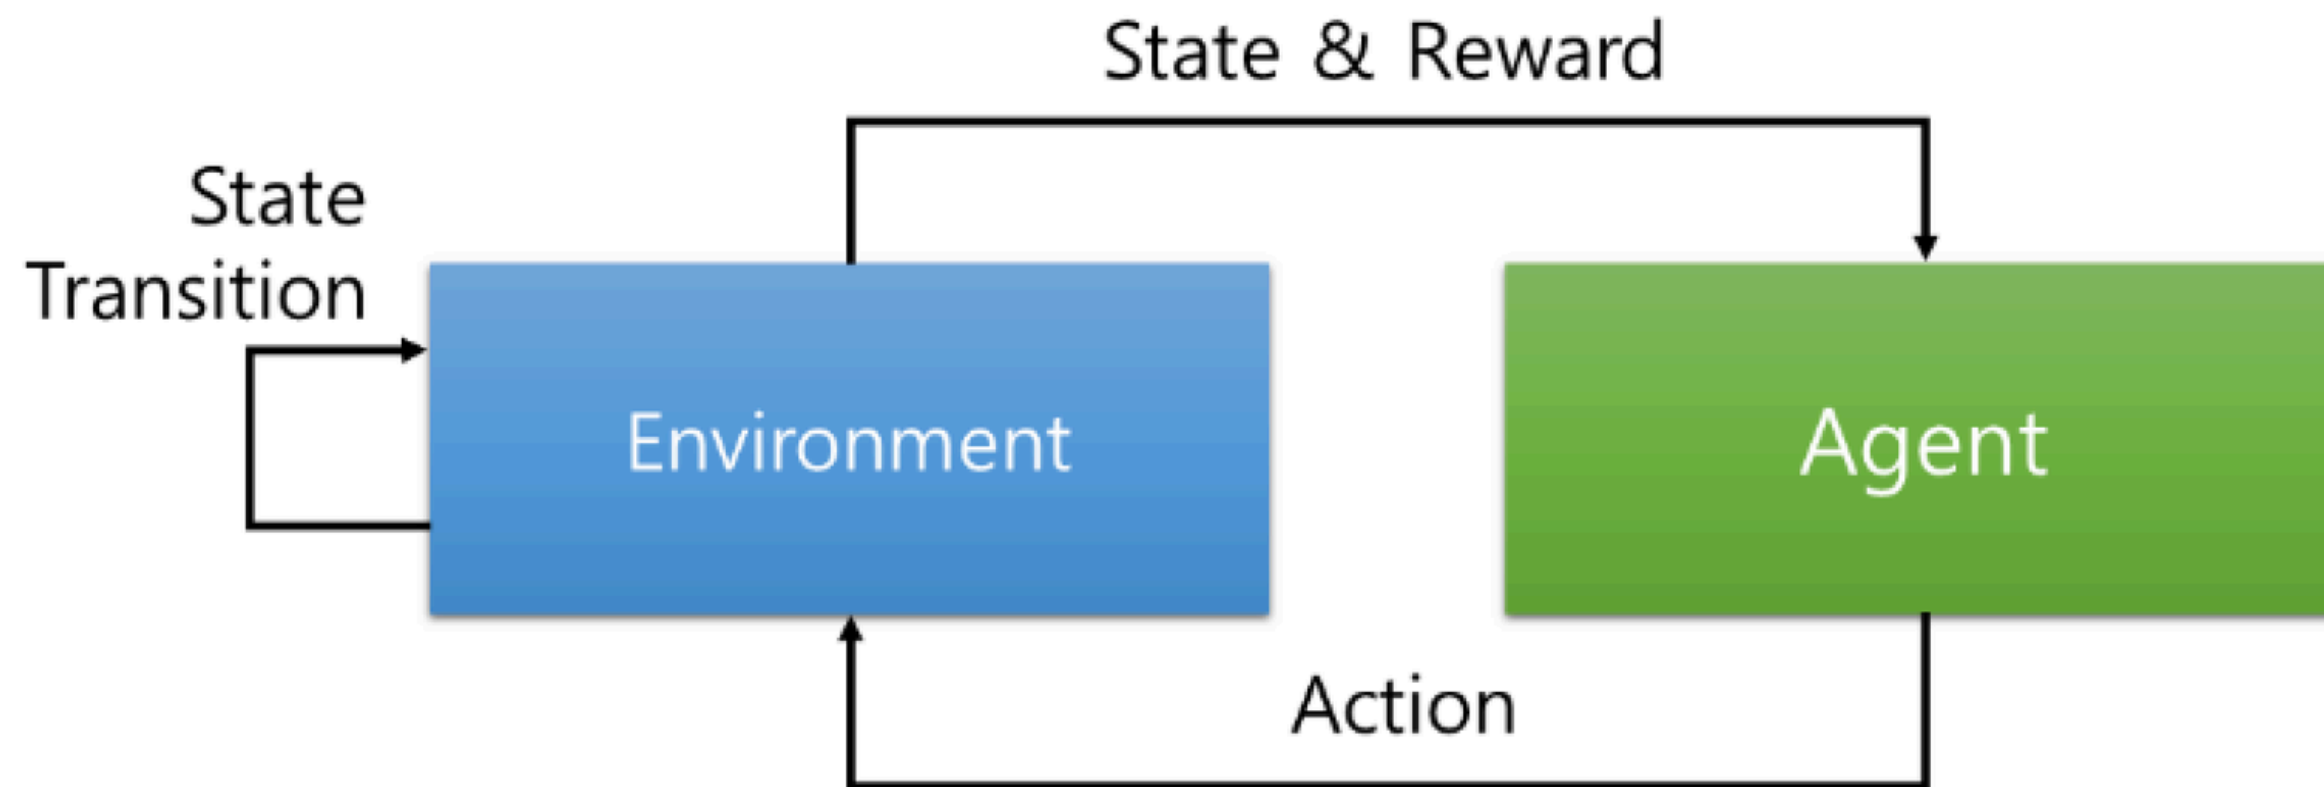 State & Reward
State
Transition
Environment
Agent
Action